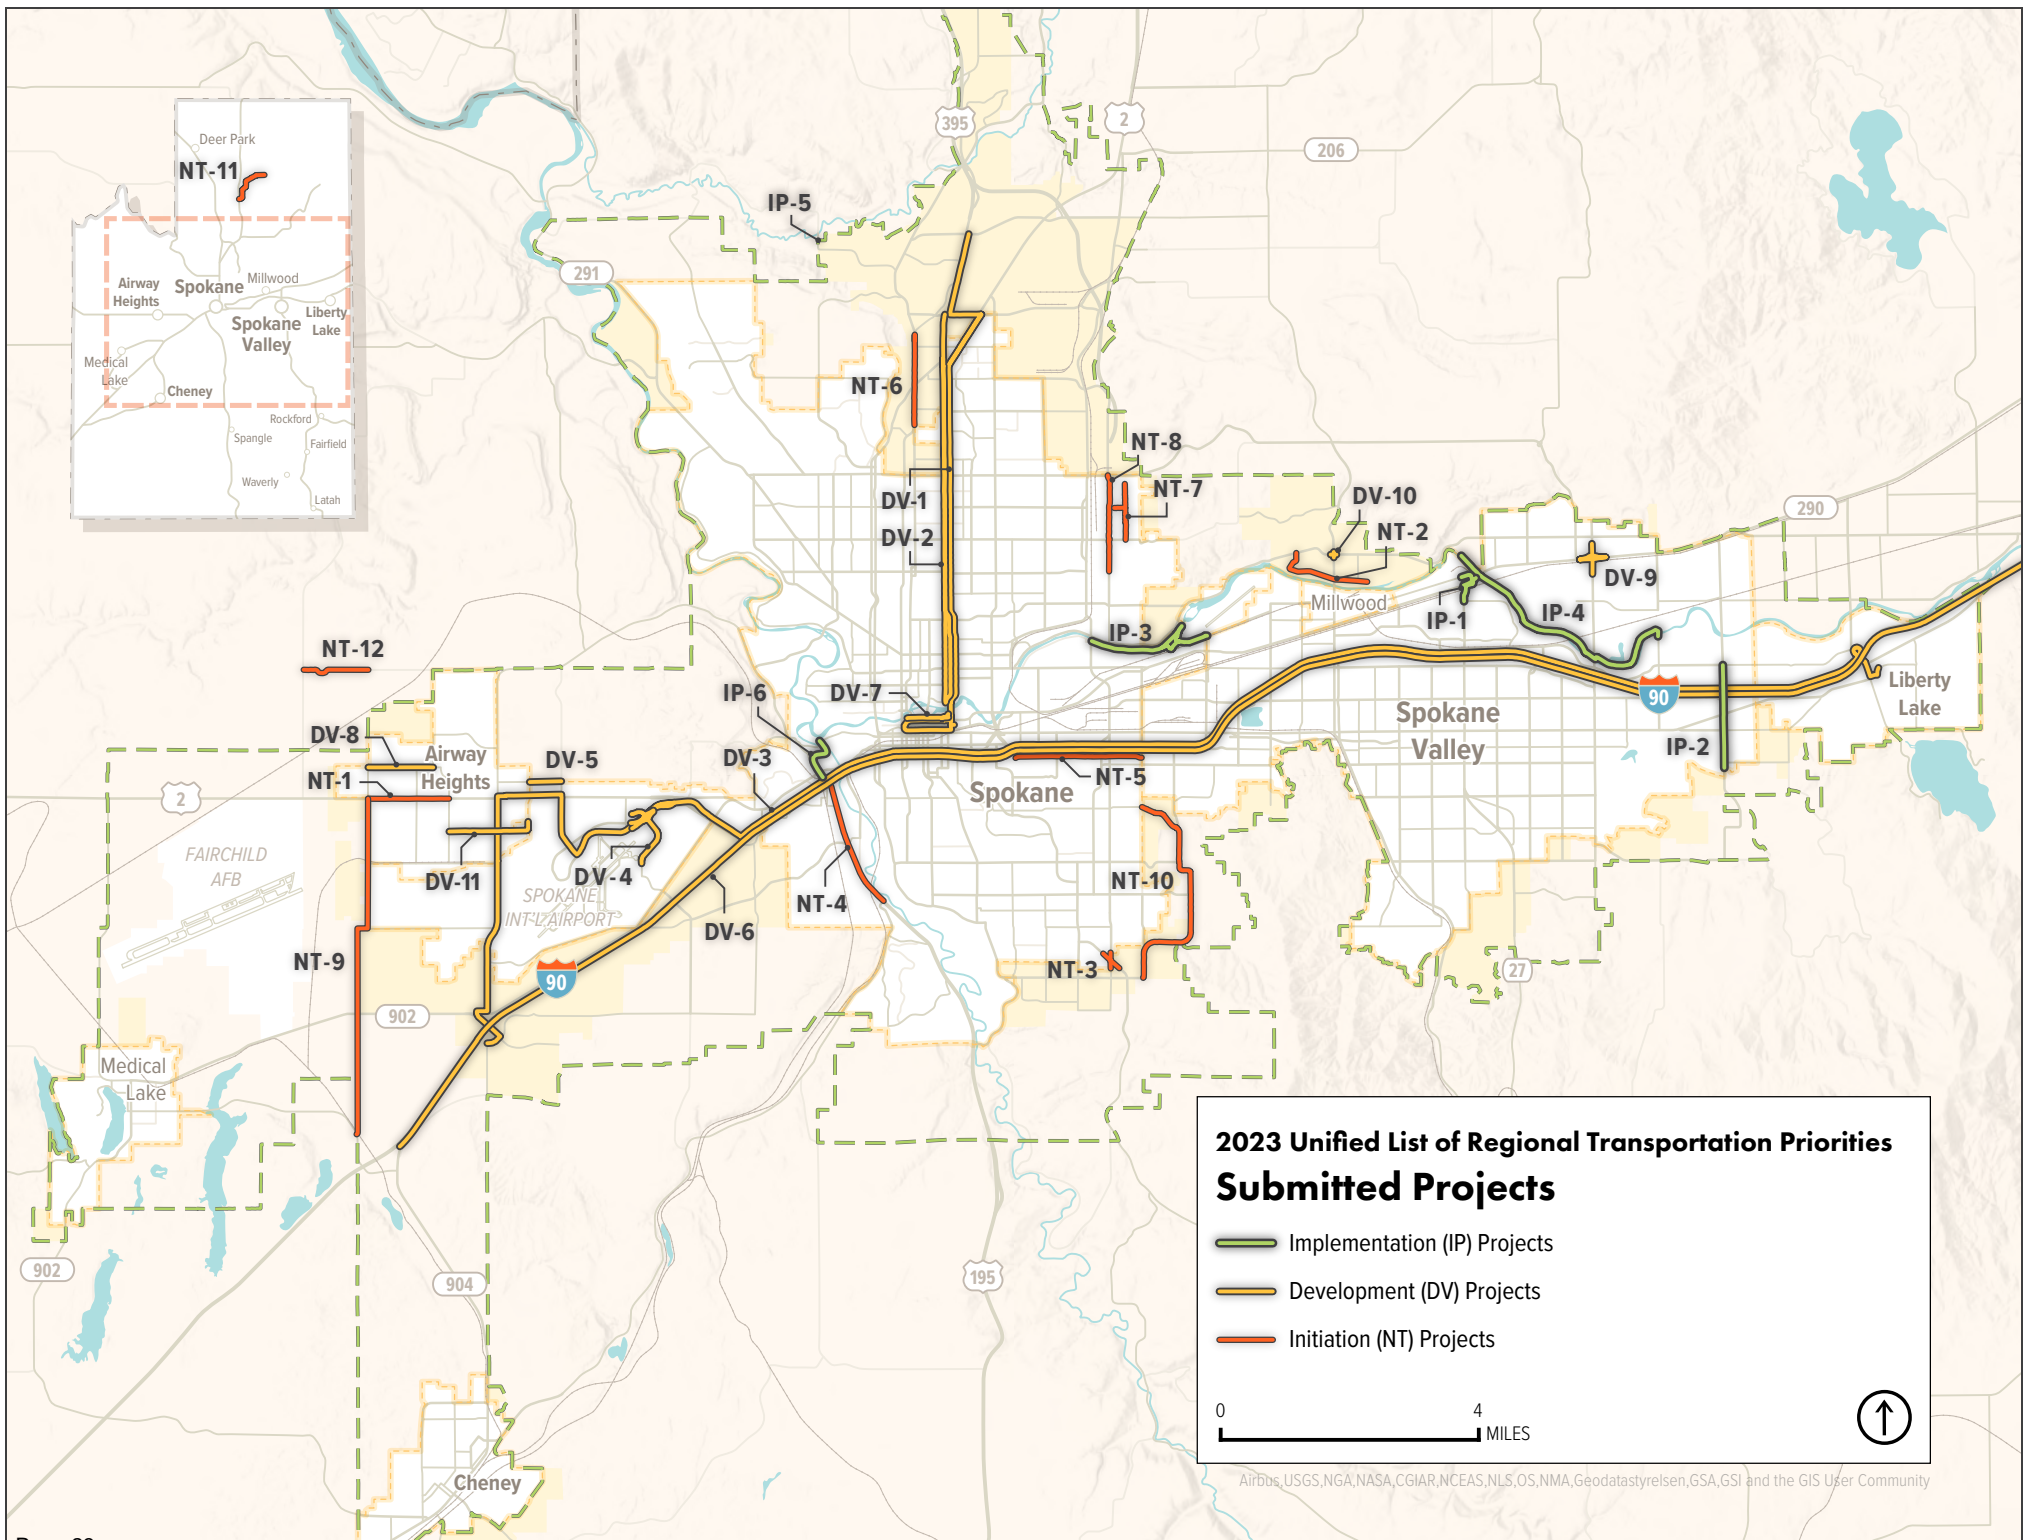 395
2
206
Deer Park
NT-11
IP-5
291
Airway
Heights
Spokane
Millwood
Liberty
Lake
Spokane
Valley
Medical
Lake
Cheney
Rockford
Spangle
Fairfield
Waverly
Latah
NT-6
NT-8
NT-7
DV-1
DV-2
DV-10
NT-2
290
DV-9
Millwood
IP-1
IP-4
IP-3
NT-12
IP-6
DV-7
90
Liberty
Lake
Spokane
Valley
IP-2
DV-8
Airway
Heights
DV-5
DV-3
NT-1
NT-5
Spokane
2
FAIRCHILD
AFB
DV-11
DV-4
SPOKANE
INT'L AIRPORT
NT-4
NT-10
DV-6
NT-9
90
NT-3
27
902
Medical
Lake
902
904
195
Cheney
2023 Unified List of Regional Transportation Priorities
Submitted Projects
Implementation (IP) Projects
Development (DV) Projects
Initiation (NT) Projects
0
4
MILES
Airbus,USGS,NGA,NASA,CGIAR,NCEAS,NLS,OS,NMA,Geodatastyrelsen,GSA,GSI and the GIS User Community